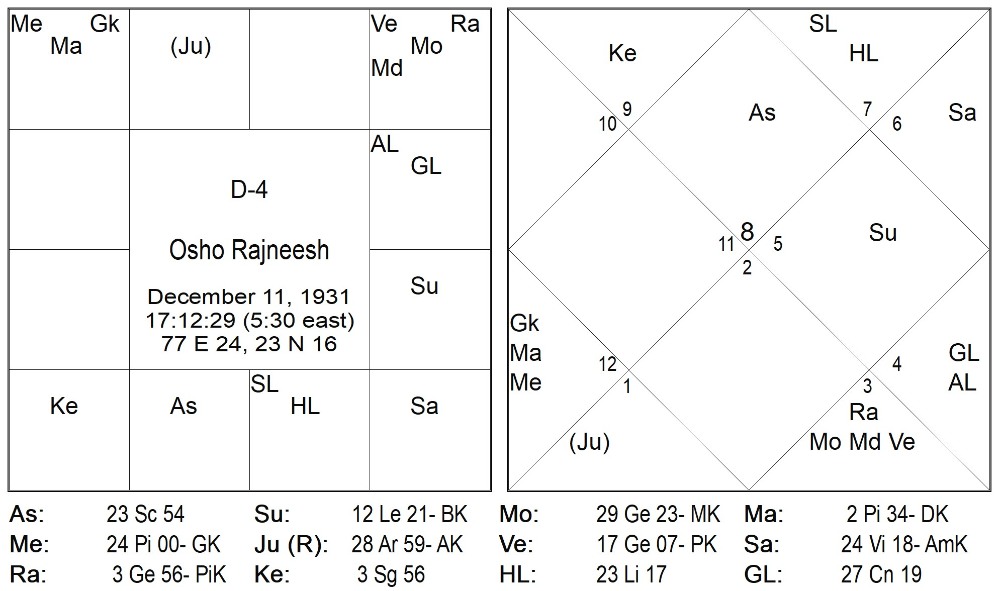 Me Gk
Ma
(Ju)
Ve Ra
Mo
Md
AL
GL
D-4
Osho Rajneesh
December 11, 1931
17:12:29 (5:30 east)
77 E 24, 23 N 16
Su
Ke
As
SL
HL
Sa
SL
HL
Ke
As
Sa
9
10
7
6
8
11
5
2
Su
Gk
Ma
Me
12
1
(Ju)
GL
AL
4
3
Ra
Mo Md Ve
As: 23 Sc 54 Su: 12 Le 21- BK Mo: 29 Ge 23- MK Ma: 2 Pi 34- DK
Me: 24 Pi 00- GK Ju (R): 28 Ar 59- AK Ve: 17 Ge 07- PK Sa: 24 Vi 18- AmK
Ra: 3 Ge 56- PiK Ke: 3 Sg 56 HL: 23 Li 17 GL: 27 Cn 19